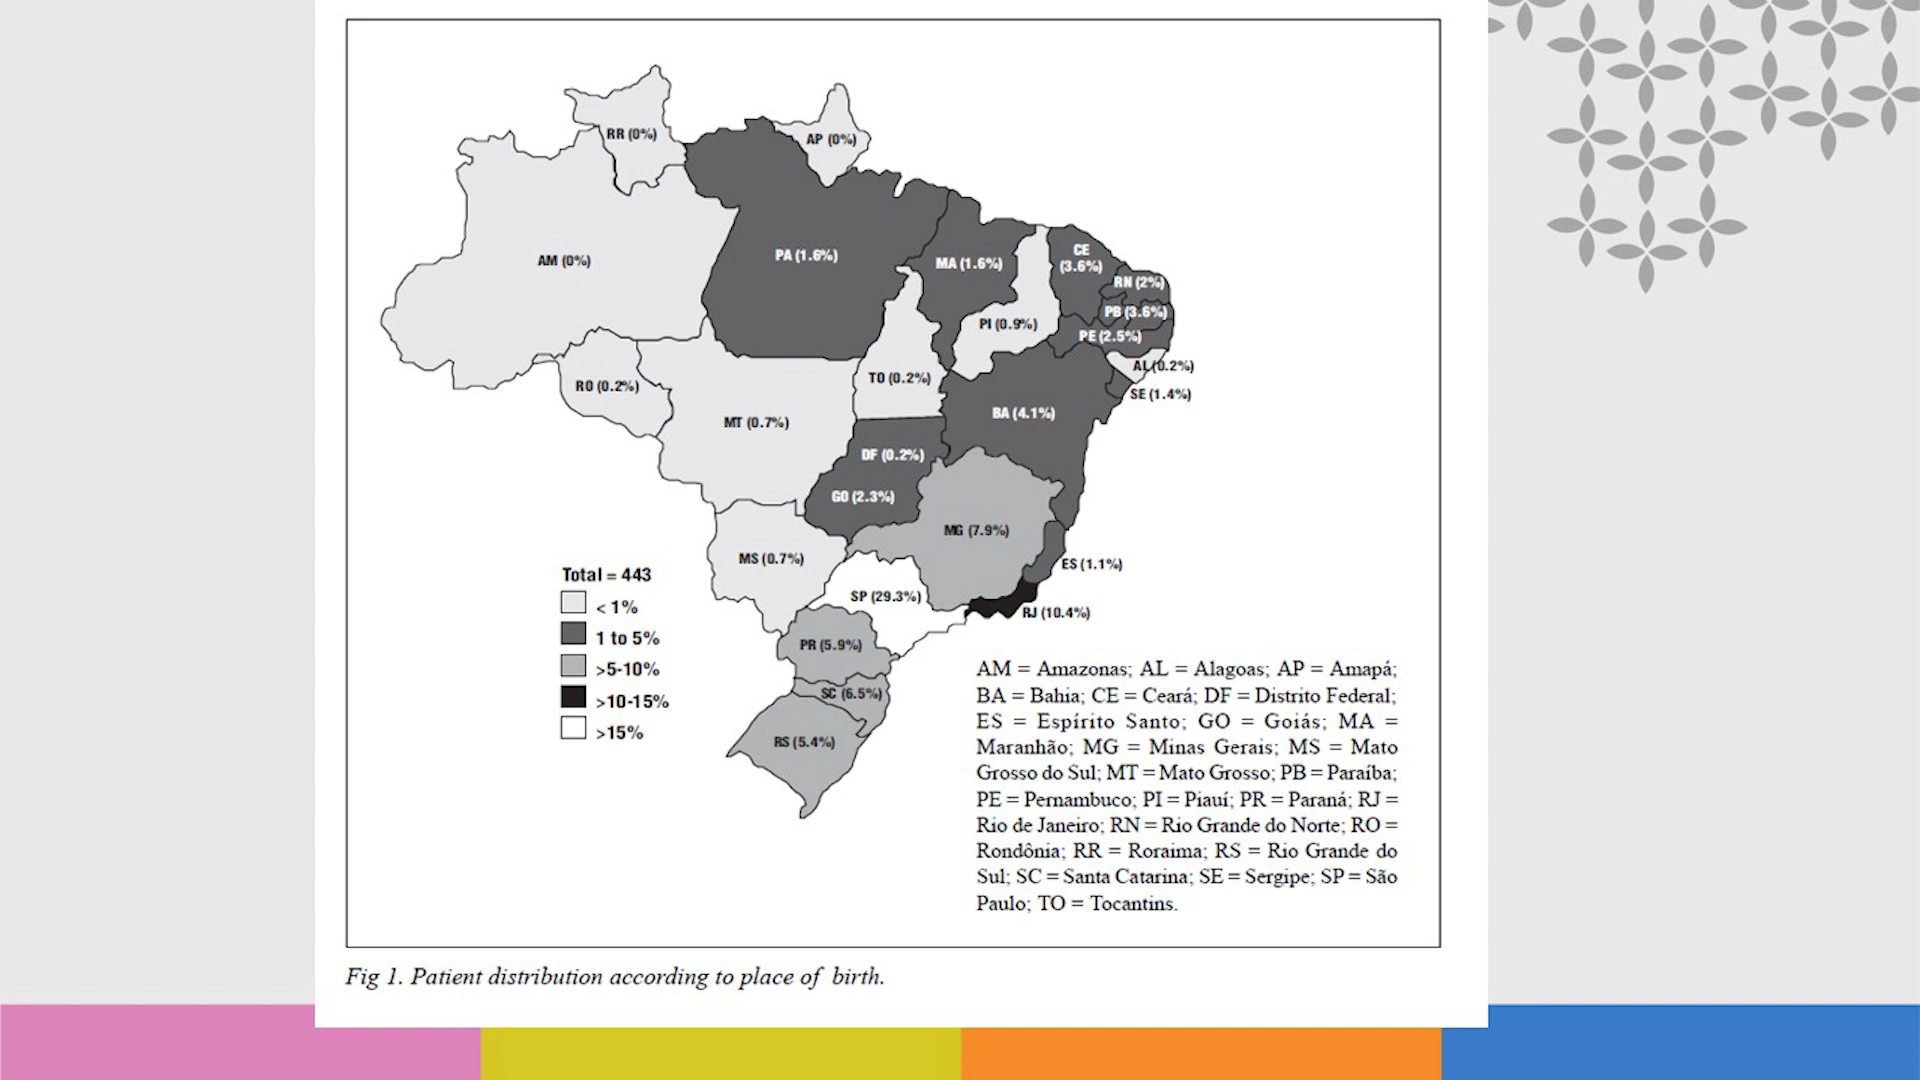 RR (0%)
AP (0%)
AM (0%)
PA (1.6%)
MA (1.6%)
CE
(3.6%)
RN (2%)
PB (3.6%)
PE (2.5%)
PI (0.9%)
AL (0.2%)
SE (1.4%)
RO (0.2%)
TO (0.2%)
MT (0.7%)
BA (4.1%)
DF (0.2%)
GO (2.3%)
MG (7.9%)
MS (0.7%)
ES (1.1%)
SP (29.3%)
RJ (10.4%)
PR (5.9%)
SC (6.5%)
RS (5.4%)
Total = 443
< 1%
1 to 5%
>5-10%
>10-15%
>15%
AM = Amazonas; AL = Alagoas; AP = Amapá;
BA = Bahia; CE = Ceará; DF = Distrito Federal;
ES = Espírito Santo; GO = Goiás; MA =
Maranhão; MG = Minas Gerais; MS = Mato
Grosso do Sul; MT = Mato Grosso; PB = Paraíba;
PE = Pernambuco; PI = Piauí; PR = Paraná; RJ =
Rio de Janeiro; RN = Rio Grande do Norte; RO =
Rondônia; RR = Roraima; RS = Rio Grande do
Sul; SC = Santa Catarina; SE = Sergipe; SP = São
Paulo; TO = Tocantins.
Fig 1. Patient distribution according to place of birth.